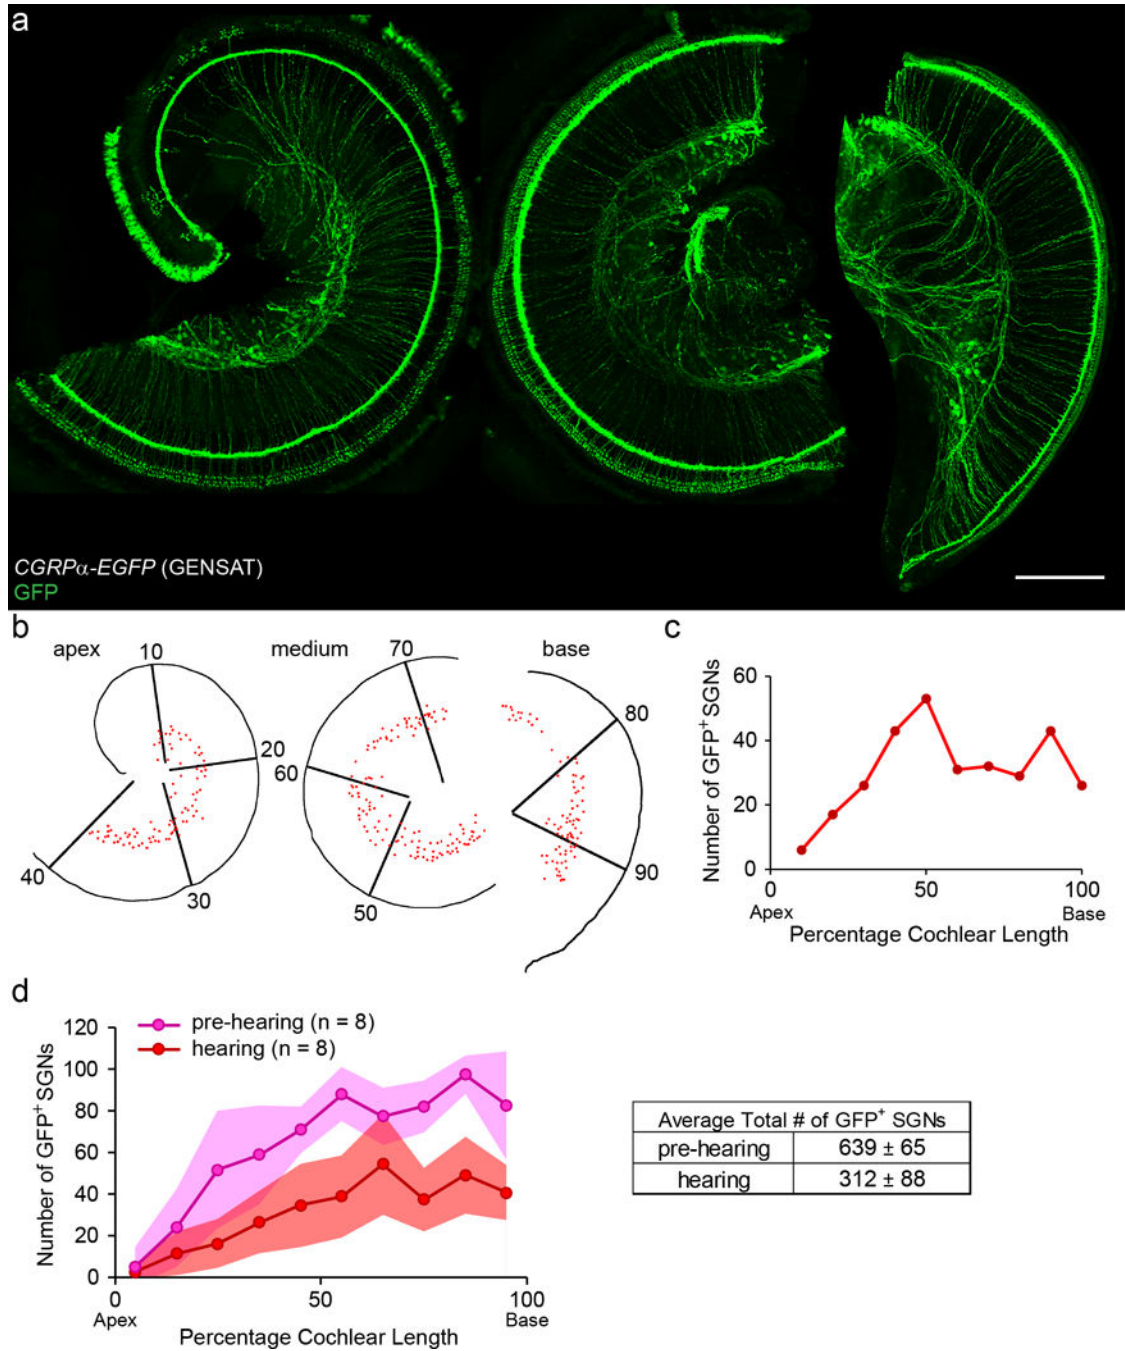 a
CGRPα-EGFP (GENSAT)
GFP
b
apex
10
20
30
40
medium
70
60
50
base
80
90
c
Number of GFP⁺ SGNs
60
40
20
0
0
50
100
Apex
Base
Percentage Cochlear Length
d
pre-hearing (n = 8)
hearing (n = 8)
Number of GFP⁺ SGNs
120
100
80
60
40
20
0
0
50
100
Apex
Base
Percentage Cochlear Length
Average Total # of GFP⁺ SGNs
pre-hearing 639 ± 65
hearing 312 ± 88